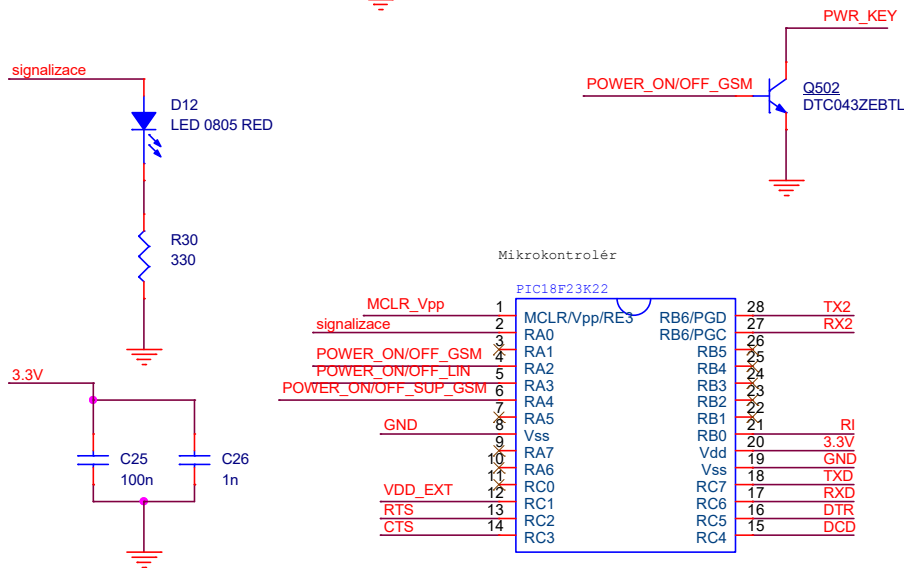 PWR_KEY
signalizace
POWER_ON/OFF_GSM
Q502
DTC043ZEBTL
D12
LED 0805 RED
R30
330
Mikrokontrolér
PIC18F23K22
MCLR_Vpp 1 MCLR/Vpp/RE3 RB6/PGD 28 TX2
signalizace 2 RA0 RB6/PGC 27 RX2
3 RA1 RB5 26
POWER_ON/OFF_GSM 4 RA2 RB4 25
POWER_ON/OFF_LIN 5 RA3 RB3 24
POWER_ON/OFF_SUP_GSM 6 RA4 RB2 23
7 RA5 RB1 22
GND 8 Vss RB0 21 RI
9 RA7 Vdd 20 3.3V
10 RA6 Vss 19 GND
11 RC0 RC7 18 TXD
VDD_EXT 12 RC1 RC6 17 RXD
RTS 13 RC2 RC5 16 DTR
CTS 14 RC3 RC4 15 DCD
3.3V
C25
100n
C26
1n